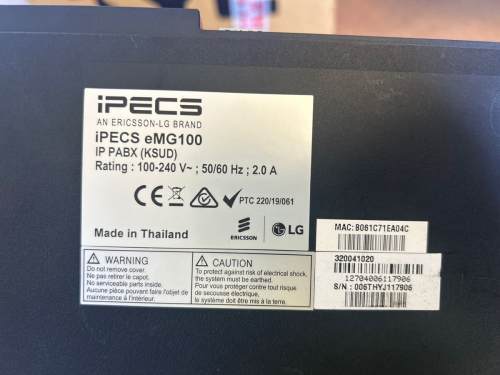 iPECS
AN ERICSSON-LG BRAND
iPECS eMG100
IP PABX (KSUD)
Rating : 100-240 V~ ; 50/60 Hz ; 2.0 A
CE PTC 220/19/061
Made in Thailand
ERICSSON LG
MAC: B061C71EA04C
320041020
12704006117906
S/N : 006THYJ117906
WARNING
Do not remove cover.
Ne pas retirer le capot.
No serviceable parts inside.
Aucune pièce pouvant faire l'objet de
maintenance à l'intérieur.
CAUTION
To protect against risk of electrical shock,
the system must be earthed.
Pour vous protéger contre tout risque
de secousse électrique,
le système doit être mis à la terre.